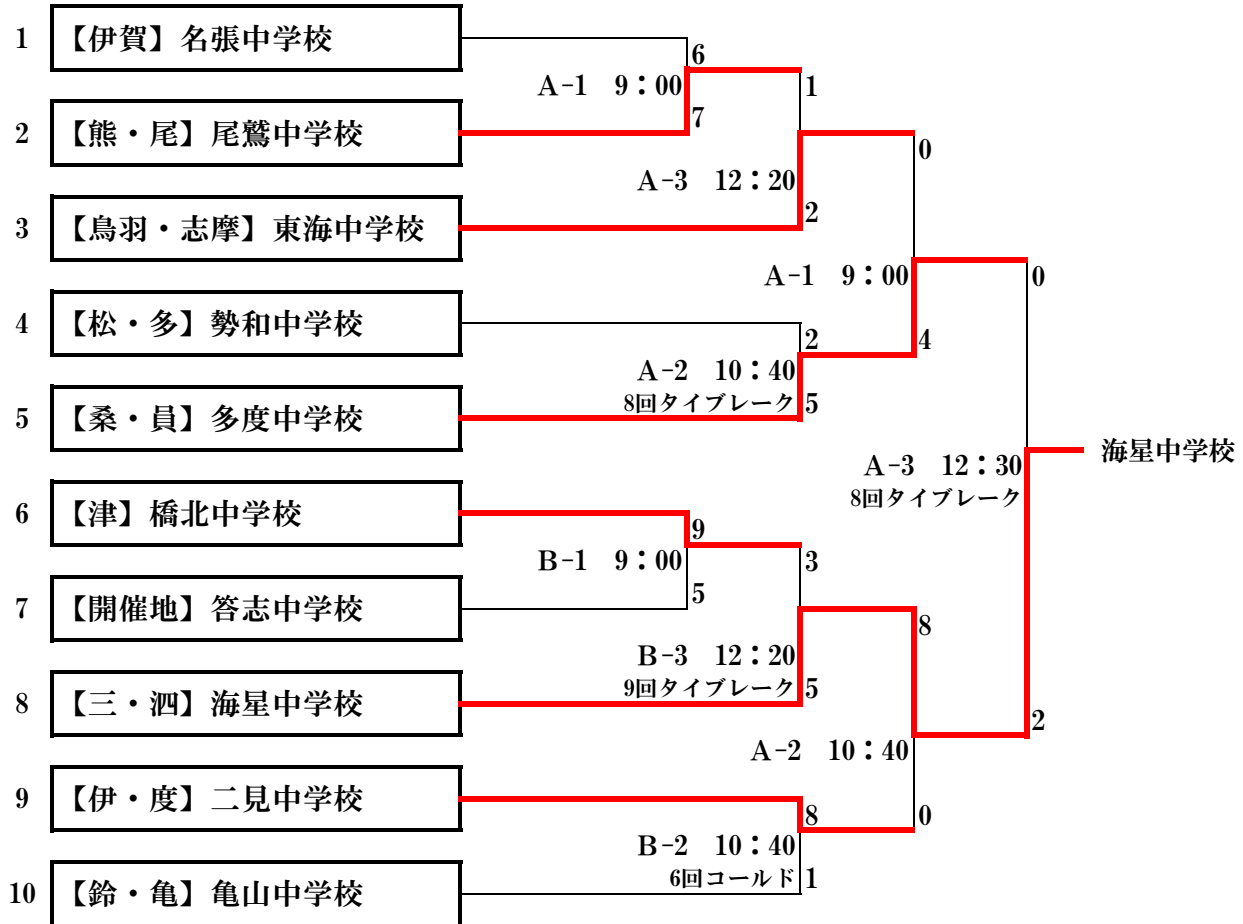 1 【伊賀】名張中学校
6
A-1 9：00
1
2 【熊・尾】尾鷲中学校
7
0
A-3 12：20
3 【鳥羽・志摩】東海中学校
2
A-1 9：00
0
4 【松・多】勢和中学校
2
4
A-2 10：40
8回タイブレーク
5
5 【桑・員】多度中学校
海星中学校
A-3 12：30
8回タイブレーク
6 【津】橋北中学校
9
B-1 9：00
3
7 【開催地】答志中学校
5
8
B-3 12：20
9回タイブレーク
5
8 【三・泗】海星中学校
2
A-2 10：40
9 【伊・度】二見中学校
8
0
B-2 10：40
6回コールド
1
10 【鈴・亀】亀山中学校